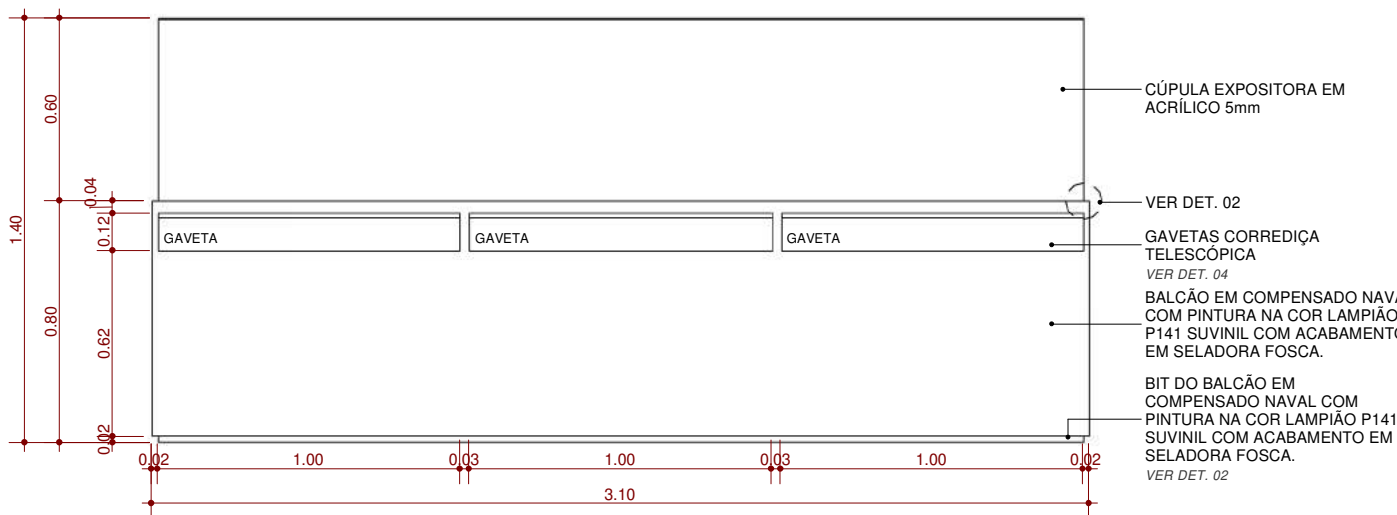 CÚPULA EXPOSITORA EM
ACRÍLICO 5mm
0.60
0.04
VER DET. 02
1.40
0.12
GAVETA
GAVETA
GAVETA
GAVETAS CORREDIÇA
TELESCÓPICA
VER DET. 04
0.80
0.62
BALCÃO EM COMPENSADO NAVA
COM PINTURA NA COR LAMPIÃO
P141 SUVINIL COM ACABAMENTO
EM SELADORA FOSCA.
BIT DO BALCÃO EM
COMPENSADO NAVAL COM
PINTURA NA COR LAMPIÃO P141
SUVINIL COM ACABAMENTO EM
SELADORA FOSCA.
VER DET. 02
0.02
0.02
1.00
0.03
1.00
0.03
1.00
0.02
3.10